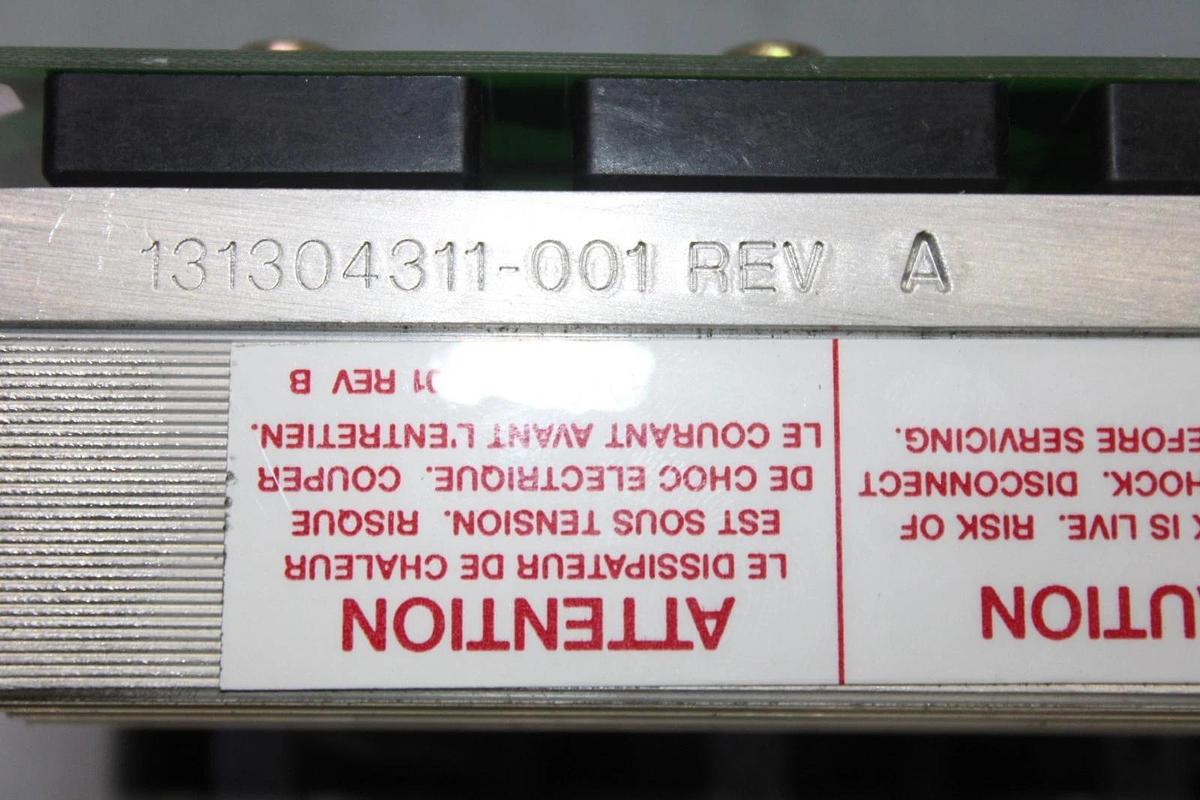 131304311-001 REV A
ATTENTION
LE DISSIPATEUR DE CHALEUR
EST SOUS TENSION. RISQUE
DE CHOC ELECTRIQUE. COUPER
LE COURANT AVANT L'ENTRETIEN.
REV B
UTION
IS LIVE. RISK OF
HOCK. DISCONNECT
EFORE SERVICING.